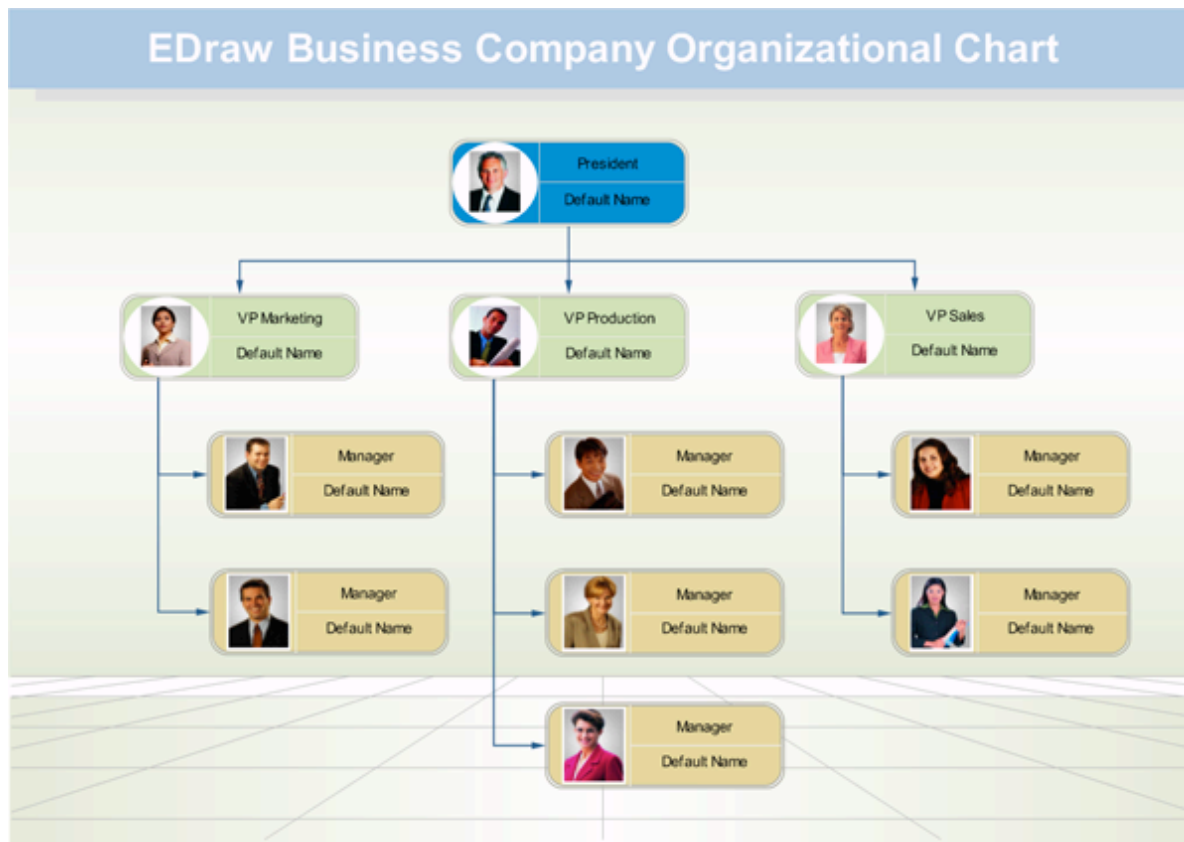 EDraw Business Company Organizational Chart
President
Default Name
VP Marketing
Default Name
VP Production
Default Name
VP Sales
Default Name
Manager
Default Name
Manager
Default Name
Manager
Default Name
Manager
Default Name
Manager
Default Name
Manager
Default Name
Manager
Default Name